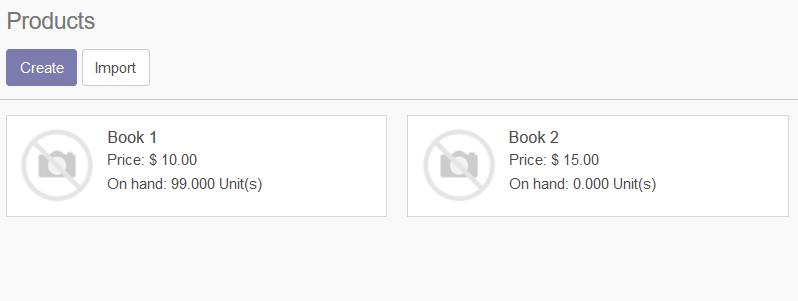 Products
Create Import
Book 1
Price: $ 10.00
On hand: 99.000 Unit(s)
Book 2
Price: $ 15.00
On hand: 0.000 Unit(s)